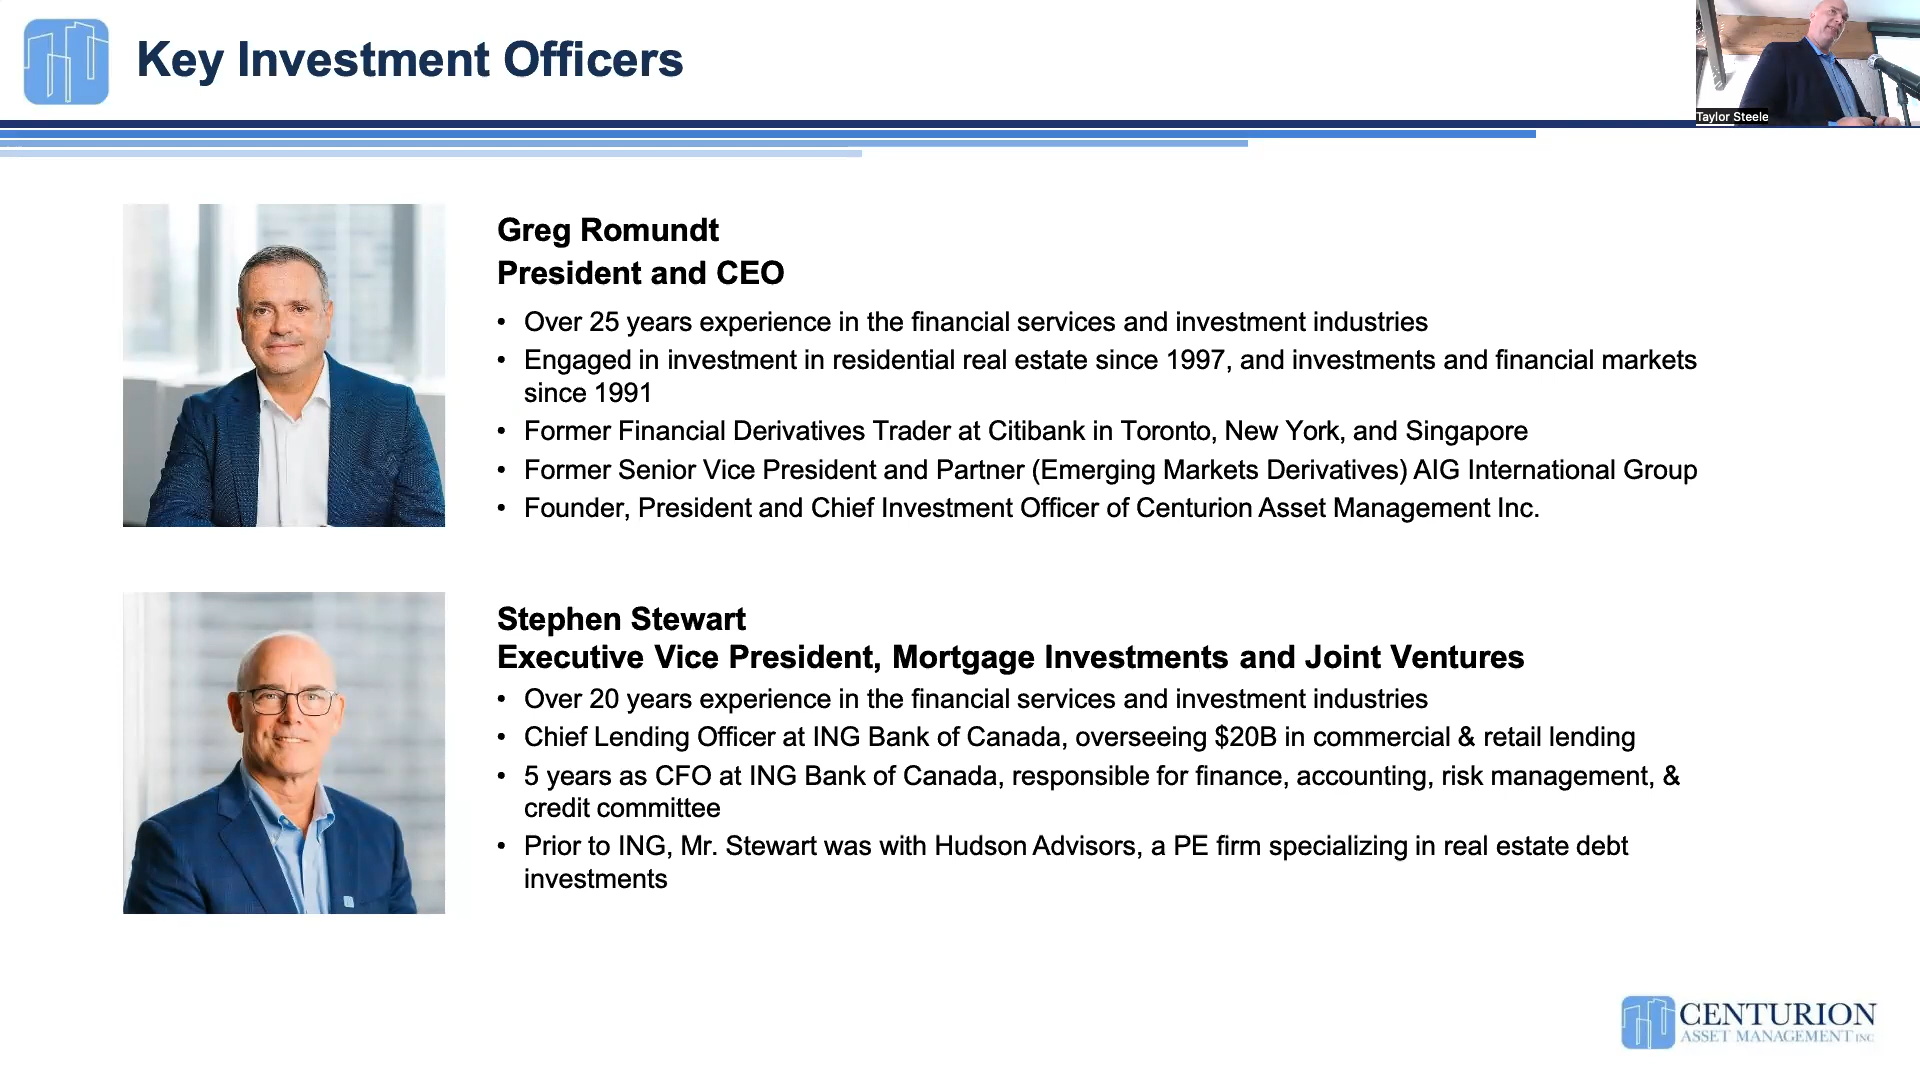 Key Investment Officers
Taylor Steele
Greg Romundt
President and CEO
• Over 25 years experience in the financial services and investment industries
• Engaged in investment in residential real estate since 1997, and investments and financial markets
since 1991
• Former Financial Derivatives Trader at Citibank in Toronto, New York, and Singapore
• Former Senior Vice President and Partner (Emerging Markets Derivatives) AIG International Group
• Founder, President and Chief Investment Officer of Centurion Asset Management Inc.
Stephen Stewart
Executive Vice President, Mortgage Investments and Joint Ventures
• Over 20 years experience in the financial services and investment industries
• Chief Lending Officer at ING Bank of Canada, overseeing $20B in commercial & retail lending
• 5 years as CFO at ING Bank of Canada, responsible for finance, accounting, risk management, &
credit committee
• Prior to ING, Mr. Stewart was with Hudson Advisors, a PE firm specializing in real estate debt
investments
CENTURION
ASSET MANAGEMENT INC